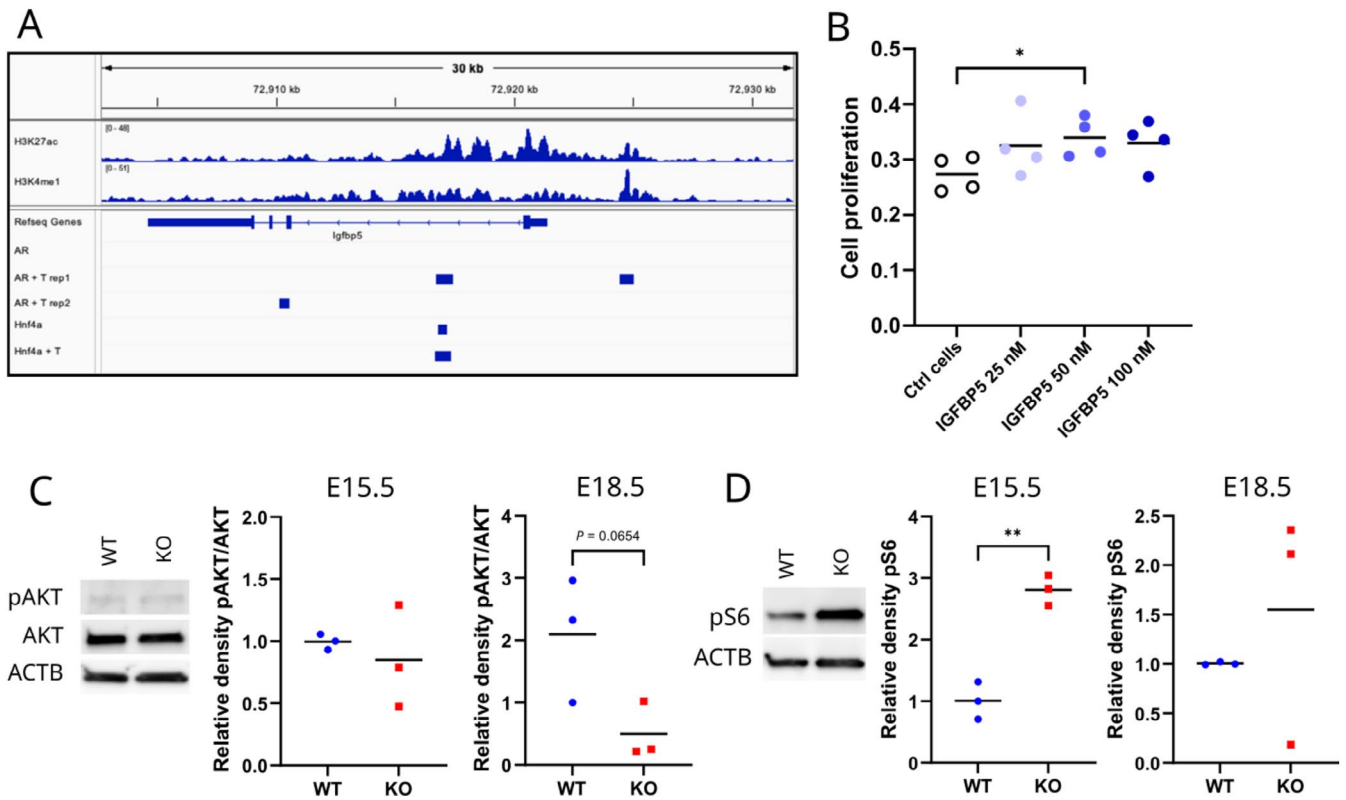 A
30 kb
72,910 kb 72,920 kb 72,930 kb
H3K27ac [0 - 48]
H3K4me1 [0 - 51]
Refseq Genes
Igfbp5
AR
AR + T rep1
AR + T rep2
Hnf4a
Hnf4a + T
B
Cell proliferation
0.5
0.4
0.3
0.2
0.1
0.0
*
Ctrl cells
IGFBP5 25 nM
IGFBP5 50 nM
IGFBP5 100 nM
C
WT KO
pAKT
AKT
ACTB
E15.5
Relative density pAKT/AKT
2.0
1.5
1.0
0.5
0.0
WT KO
E18.5
Relative density pAKT/AKT
4
3
2
1
0
P = 0.0654
WT KO
D
WT KO
pS6
ACTB
E15.5
Relative density pS6
4
3
2
1
0
**
WT KO
E18.5
Relative density pS6
2.5
2.0
1.5
1.0
0.5
0.0
WT KO